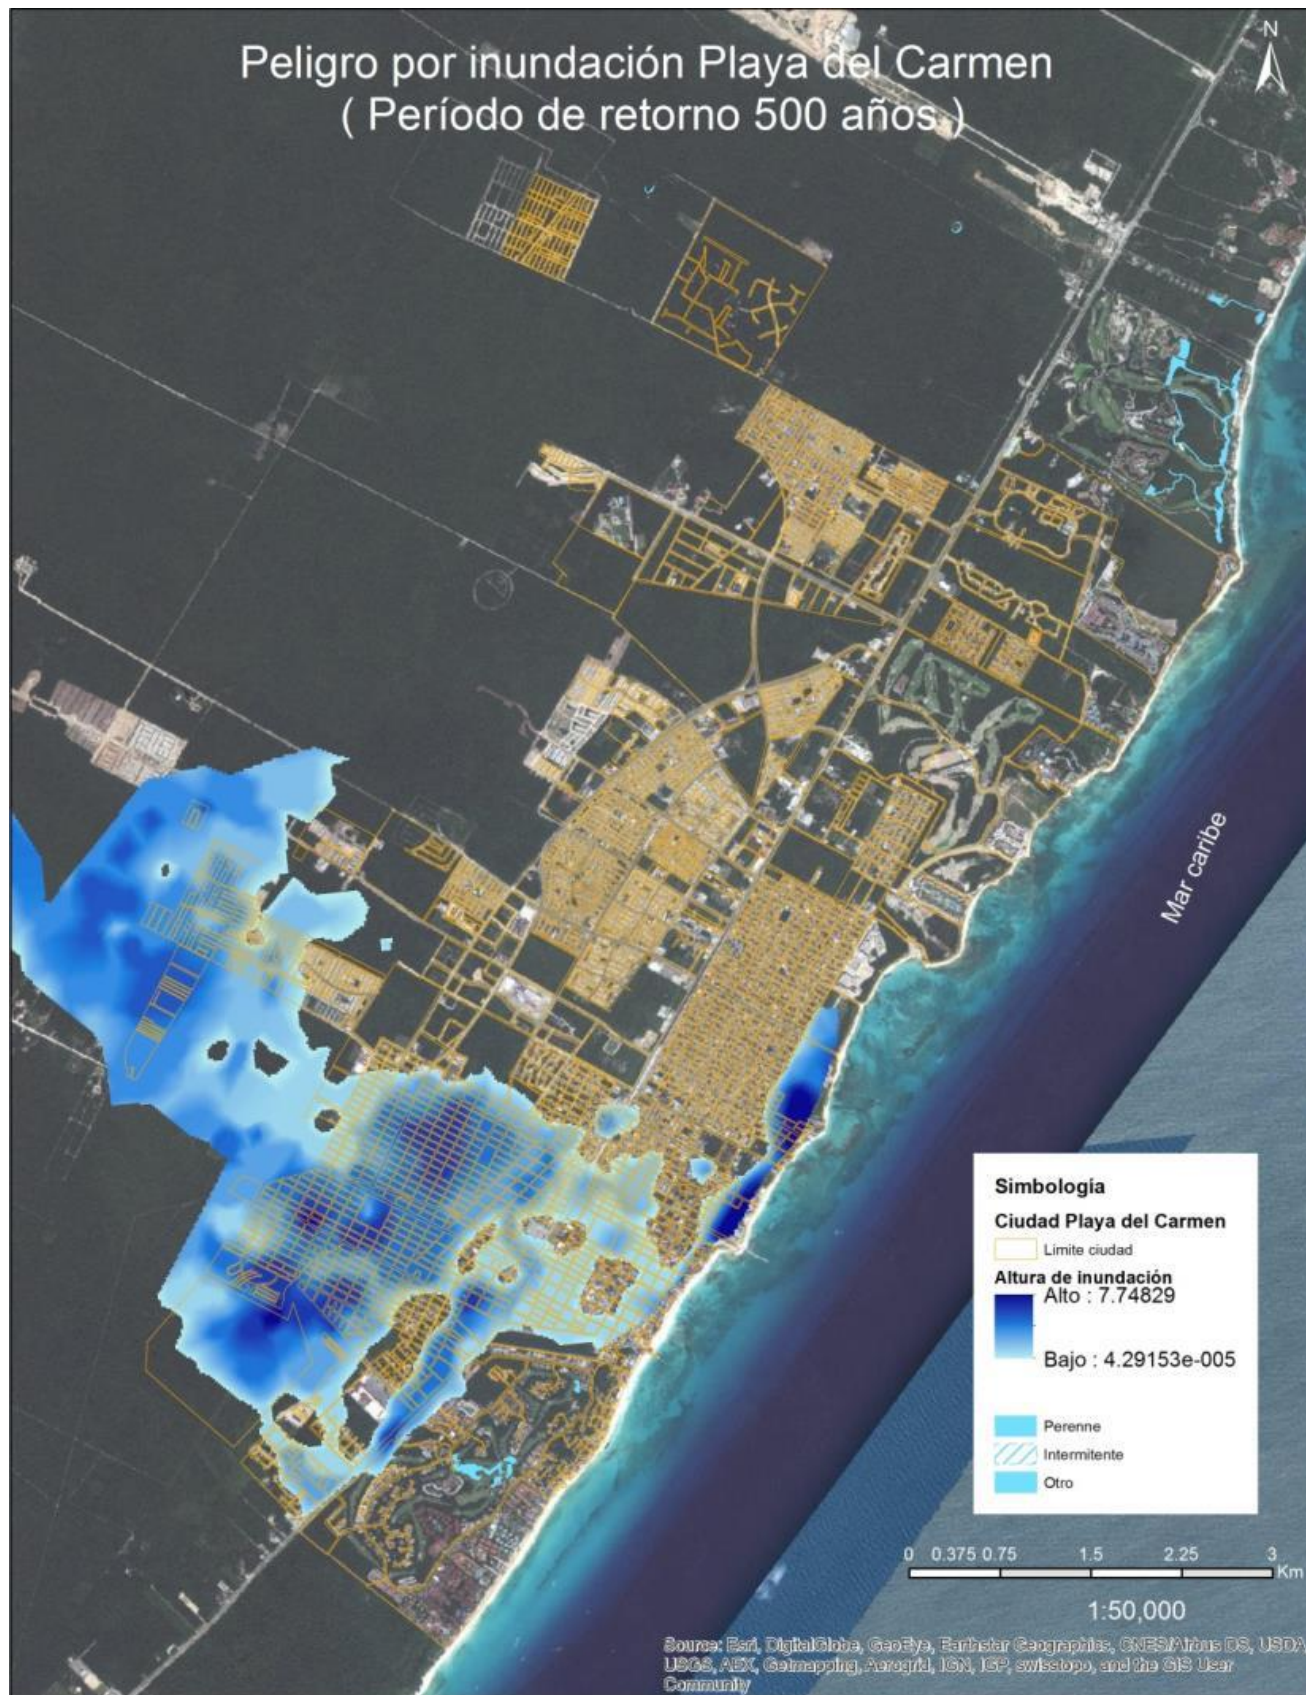 Peligro por inundación Playa del Carmen
( Período de retorno 500 años )
N
Mar caribe
Simbología
Ciudad Playa del Carmen
Limite ciudad
Altura de inundación
Alto : 7.74829
Bajo : 4.29153e-005
Perenne
Intermitente
Otro
0 0.375 0.75 1.5 2.25 3
Km
1:50,000
Source: Esri, DigitalGlobe, GeoEye, Earthstar Geographics, CNES/Airbus DS, USDA,
USGS, AEX, Getmapping, Aerogrid, IGN, IGP, swisstopo, and the GIS User
Community